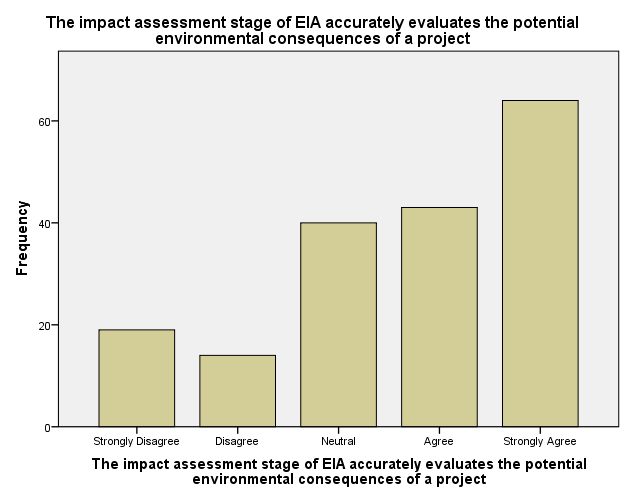 The impact assessment stage of EIA accurately evaluates the potential
environmental consequences of a project
60
40
20
0
Frequency
Strongly Disagree
Disagree
Neutral
Agree
Strongly Agree
The impact assessment stage of EIA accurately evaluates the potential
environmental consequences of a project